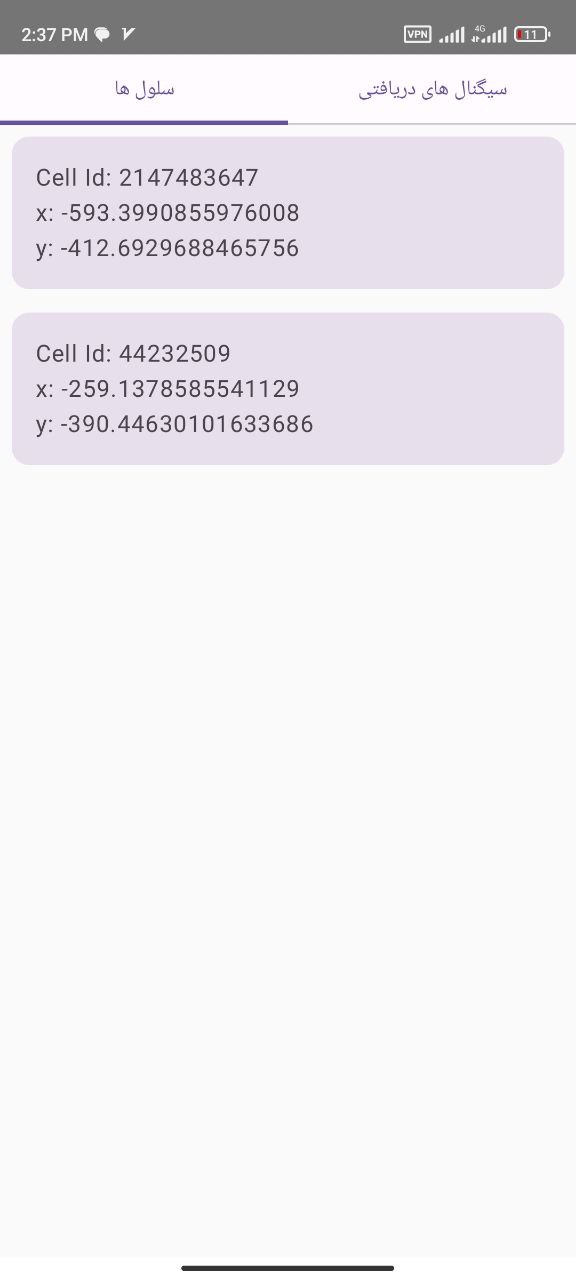 2:37 PM
VPN 4G 11
سلول ها
سیگنال های دریافتی
Cell Id: 2147483647
x: -593.3990855976008
y: -412.6929688465756
Cell Id: 44232509
x: -259.1378585541129
y: -390.44630101633686